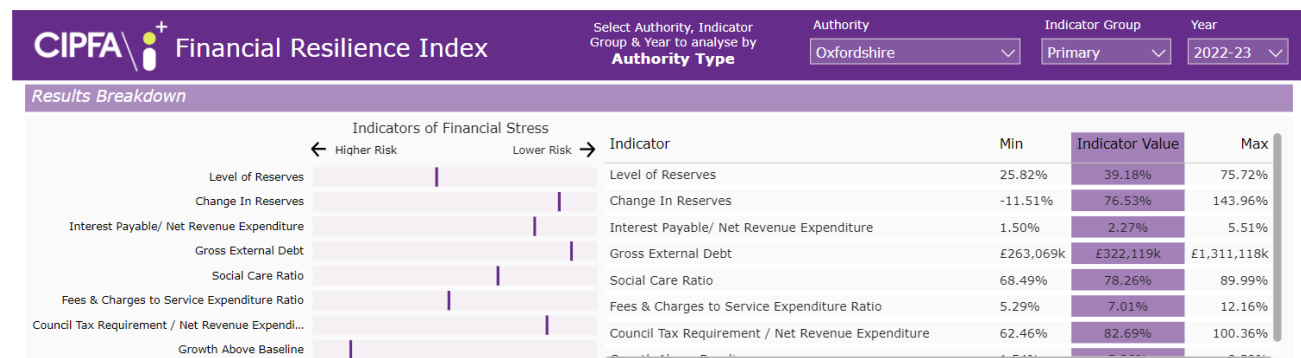 CIPFA\ Financial Resilience Index
Select Authority, Indicator
Group & Year to analyse by
Authority Type
Authority
Oxfordshire
Indicator Group
Primary
Year
2022-23
Results Breakdown
Indicators of Financial Stress
← Higher Risk Lower Risk →
Level of Reserves
Change In Reserves
Interest Payable/ Net Revenue Expenditure
Gross External Debt
Social Care Ratio
Fees & Charges to Service Expenditure Ratio
Council Tax Requirement / Net Revenue Expendi...
Growth Above Baseline
Indicator Min Indicator Value Max
Level of Reserves 25.82% 39.18% 75.72%
Change In Reserves -11.51% 76.53% 143.96%
Interest Payable/ Net Revenue Expenditure 1.50% 2.27% 5.51%
Gross External Debt £263,069k £322,119k £1,311,118k
Social Care Ratio 68.49% 78.26% 89.99%
Fees & Charges to Service Expenditure Ratio 5.29% 7.01% 12.16%
Council Tax Requirement / Net Revenue Expenditure 62.46% 82.69% 100.36%